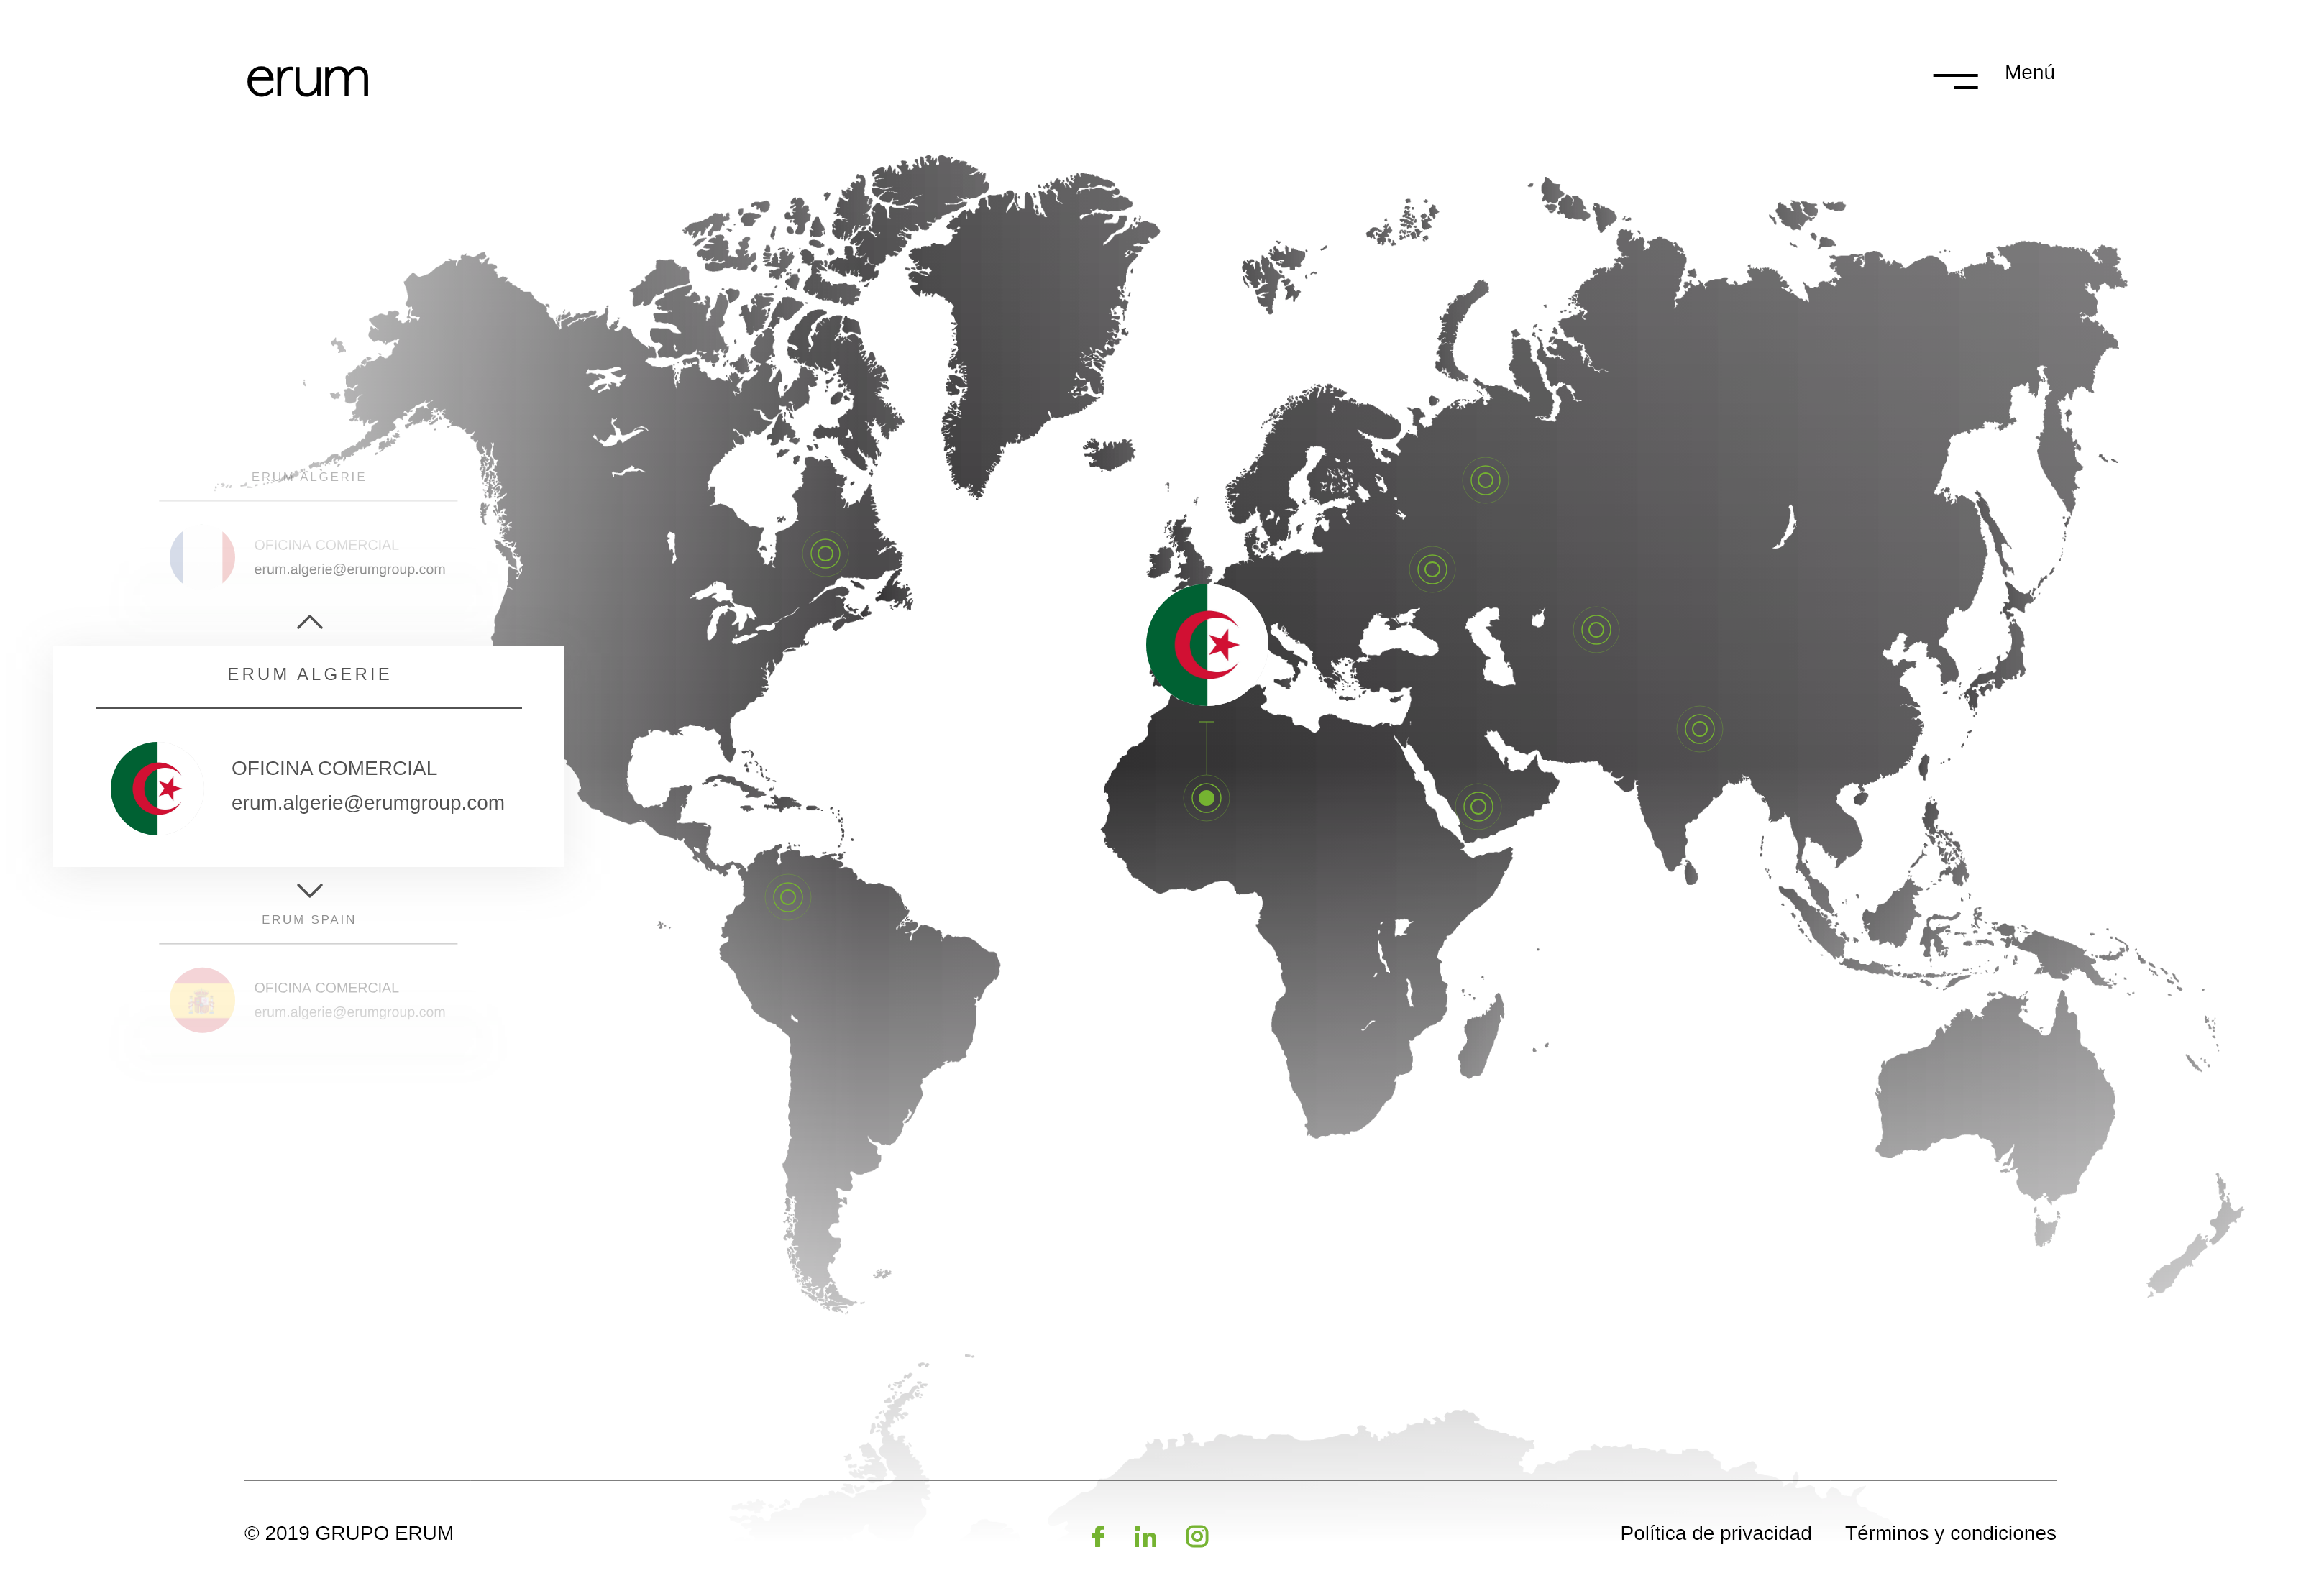 erum
Menú
ERUM ALGERIE
OFICINA COMERCIAL
erum.algerie@erumgroup.com
ERUM ALGERIE
OFICINA COMERCIAL
erum.algerie@erumgroup.com
ERUM SPAIN
OFICINA COMERCIAL
erum.algerie@erumgroup.com
© 2019 GRUPO ERUM
Política de privacidad
Términos y condiciones